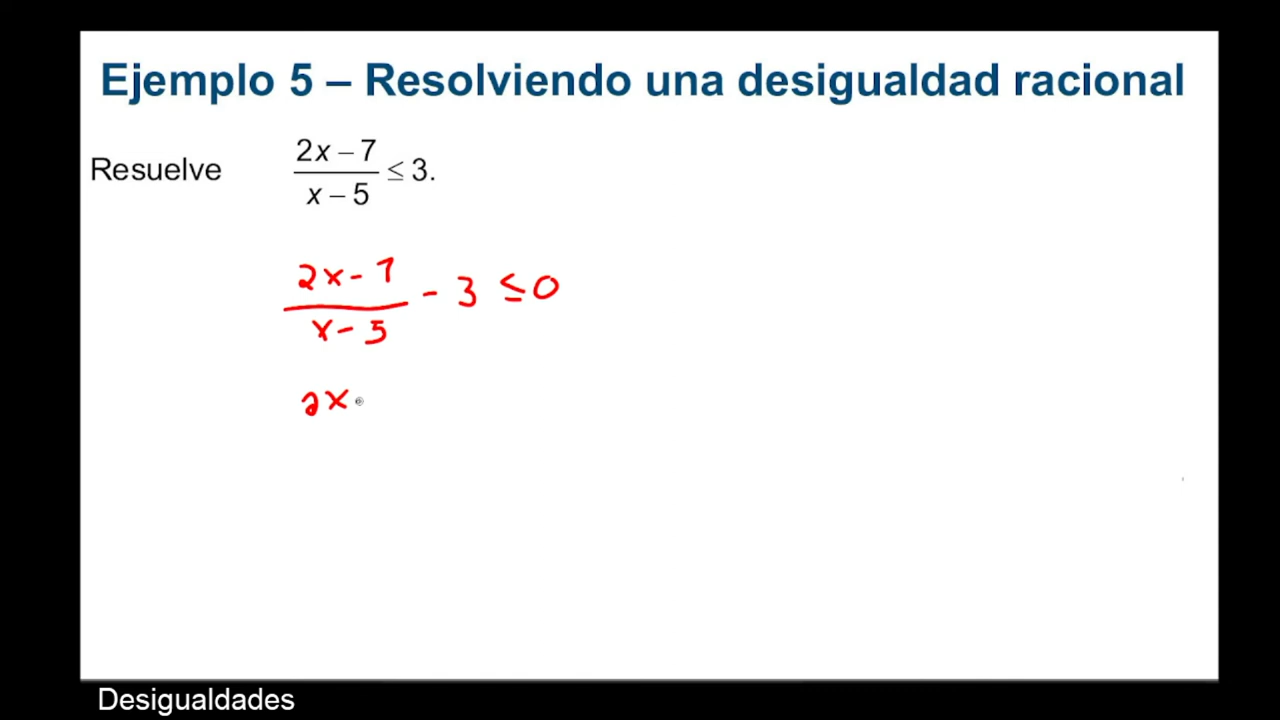 Ejemplo 5 – Resolviendo una desigualdad racional
Resuelve (2x – 7)/(x – 5) ≤ 3.
(2x - 7)/(x - 5) - 3 ≤ 0
2x
Desigualdades